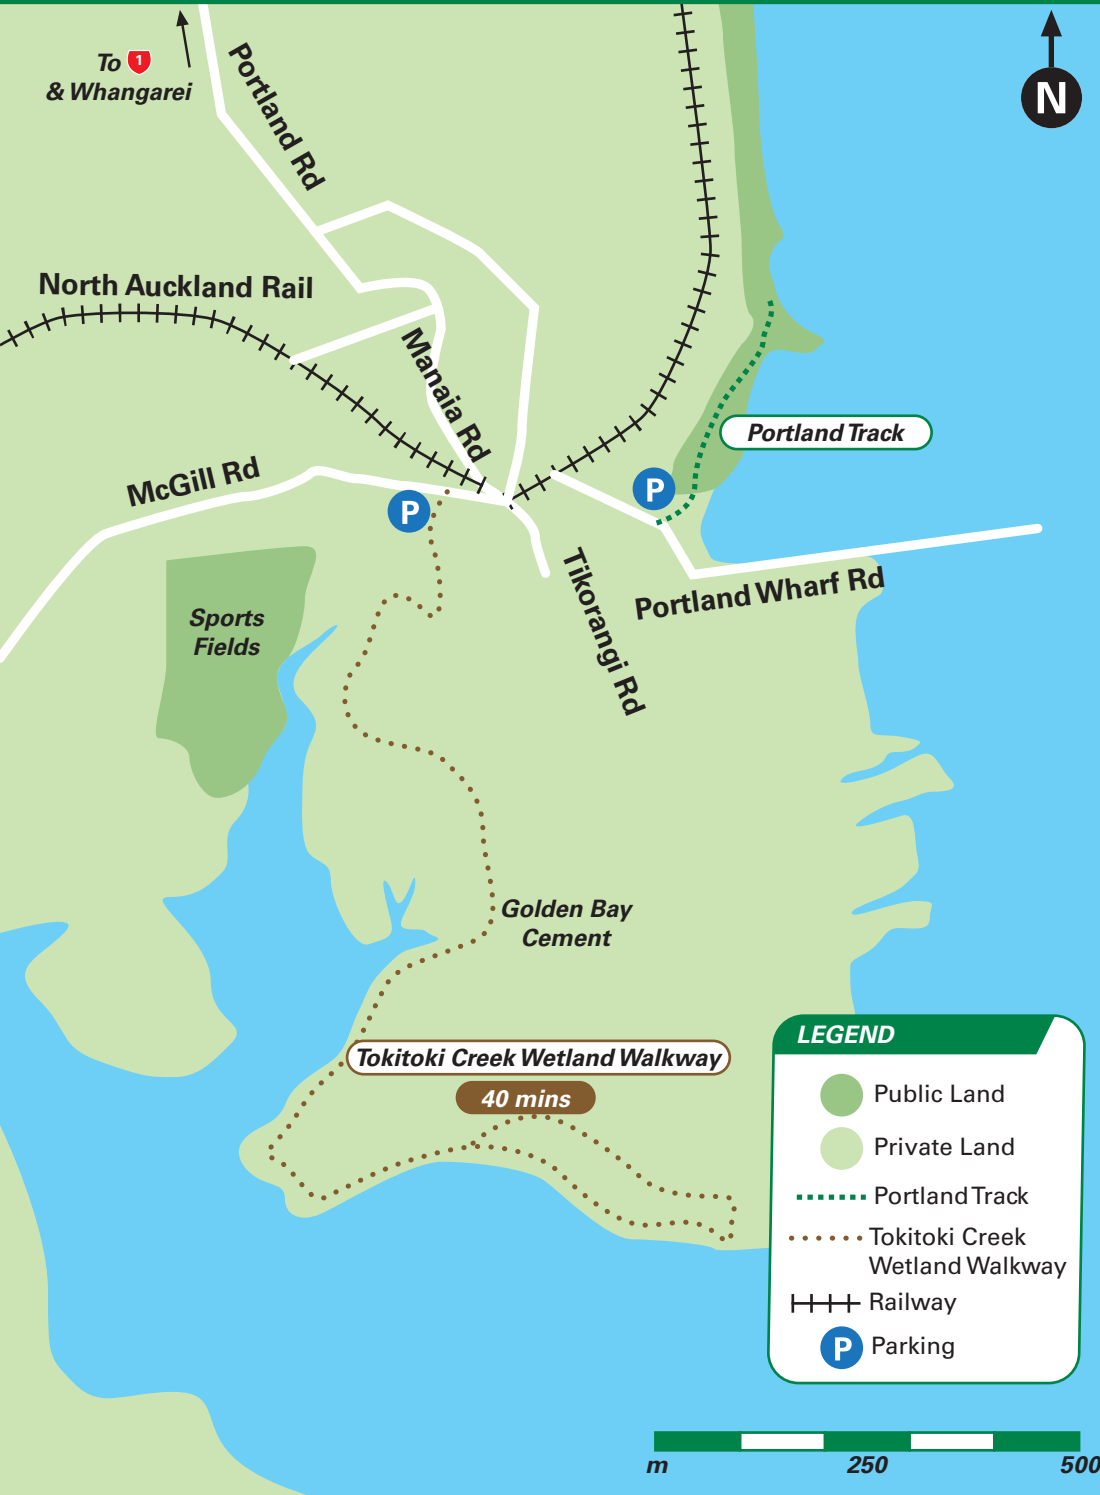 To 1
& Whangarei
Portland Rd
N
North Auckland Rail
Manaia Rd
Portland Track
McGill Rd
P
P
Tikorangi Rd
Portland Wharf Rd
Sports
Fields
Golden Bay
Cement
Tokitoki Creek Wetland Walkway
40 mins
LEGEND
Public Land
Private Land
Portland Track
Tokitoki Creek
Wetland Walkway
Railway
P Parking
m 250 500